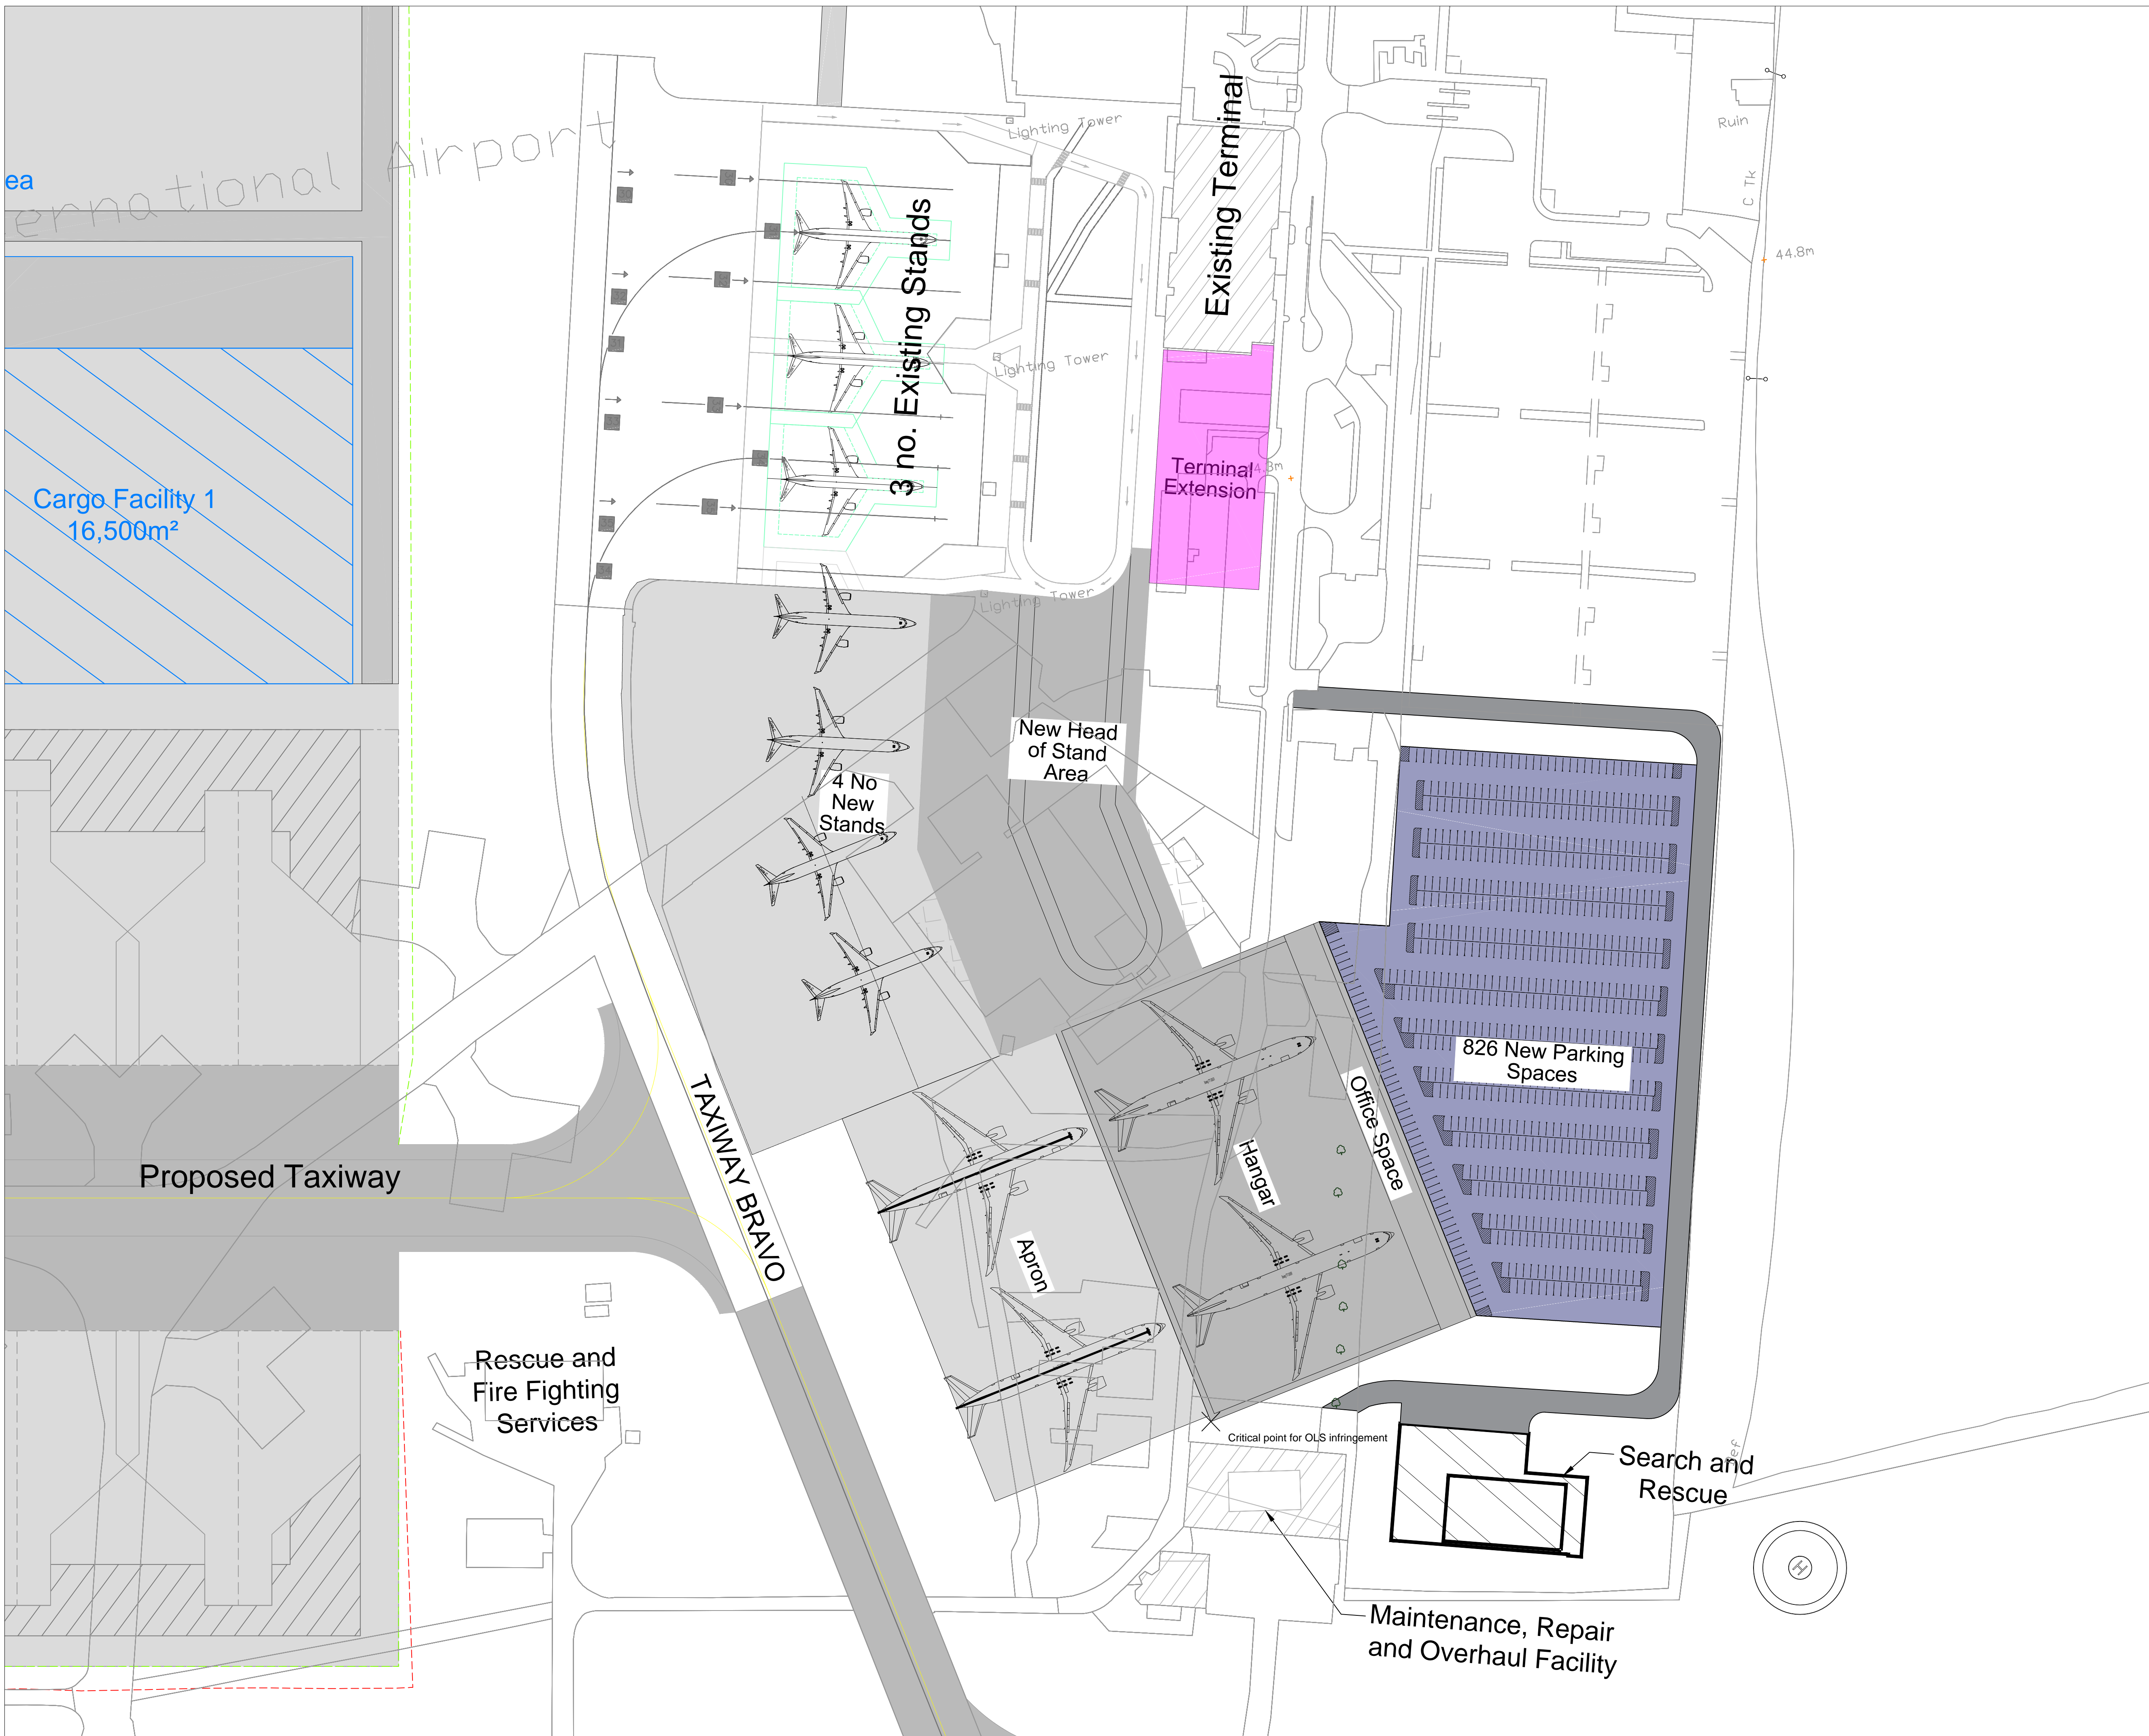 ea
ernational Airport
Cargo Facility 1
16,500m²
3 no. Existing Stands
Lighting Tower
Lighting Tower
Lighting Tower
Existing Terminal
Terminal
Extension
Ruin
C Tk
44.8m
4 No
New
Stands
New Head
of Stand
Area
826 New Parking
Spaces
Office Space
Hangar
Apron
TAXIWAY BRAVO
Proposed Taxiway
Rescue and
Fire Fighting
Services
Critical point for OLS infringement
Search and
Rescue
Maintenance, Repair
and Overhaul Facility
H